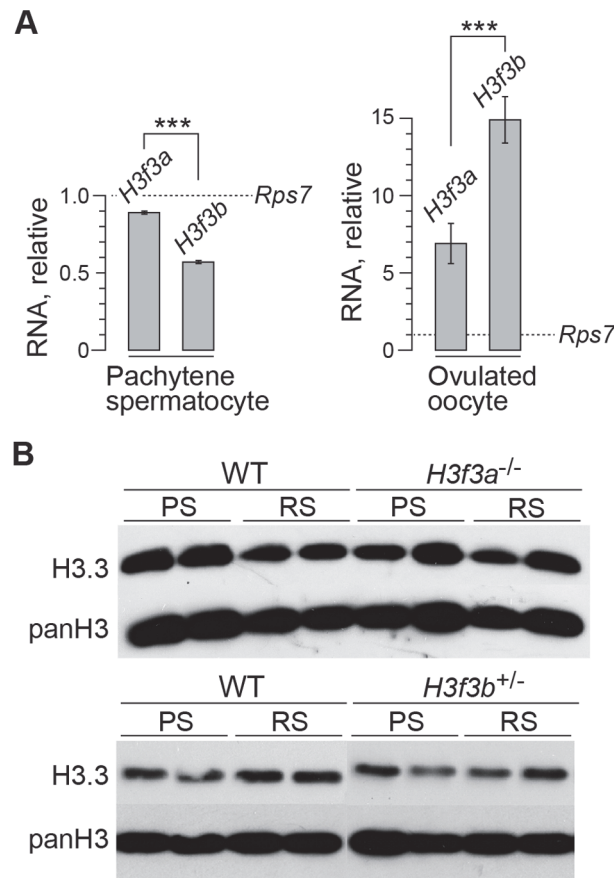 A
***
H3f3a
H3f3b
Rps7
RNA, relative
1.0
0.5
0
Pachytene
spermatocyte
***
H3f3a
H3f3b
Rps7
RNA, relative
15
10
5
0
Ovulated
oocyte
B
WT H3f3a-/-
PS RS PS RS
H3.3
panH3
WT H3f3b+/-
PS RS PS RS
H3.3
panH3